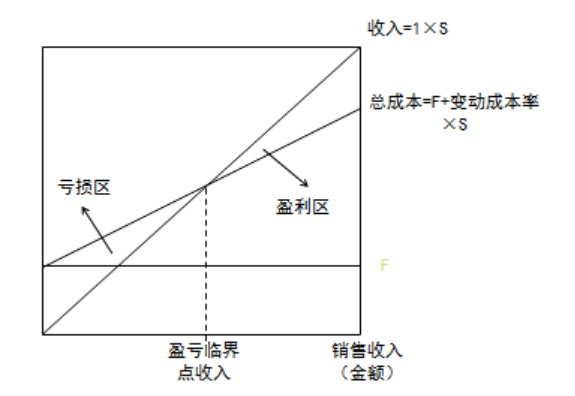 收入=1×S
总成本=F+变动成本率
×S
亏损区
盈利区
F
盈亏临界
点收入
销售收入
（金额）